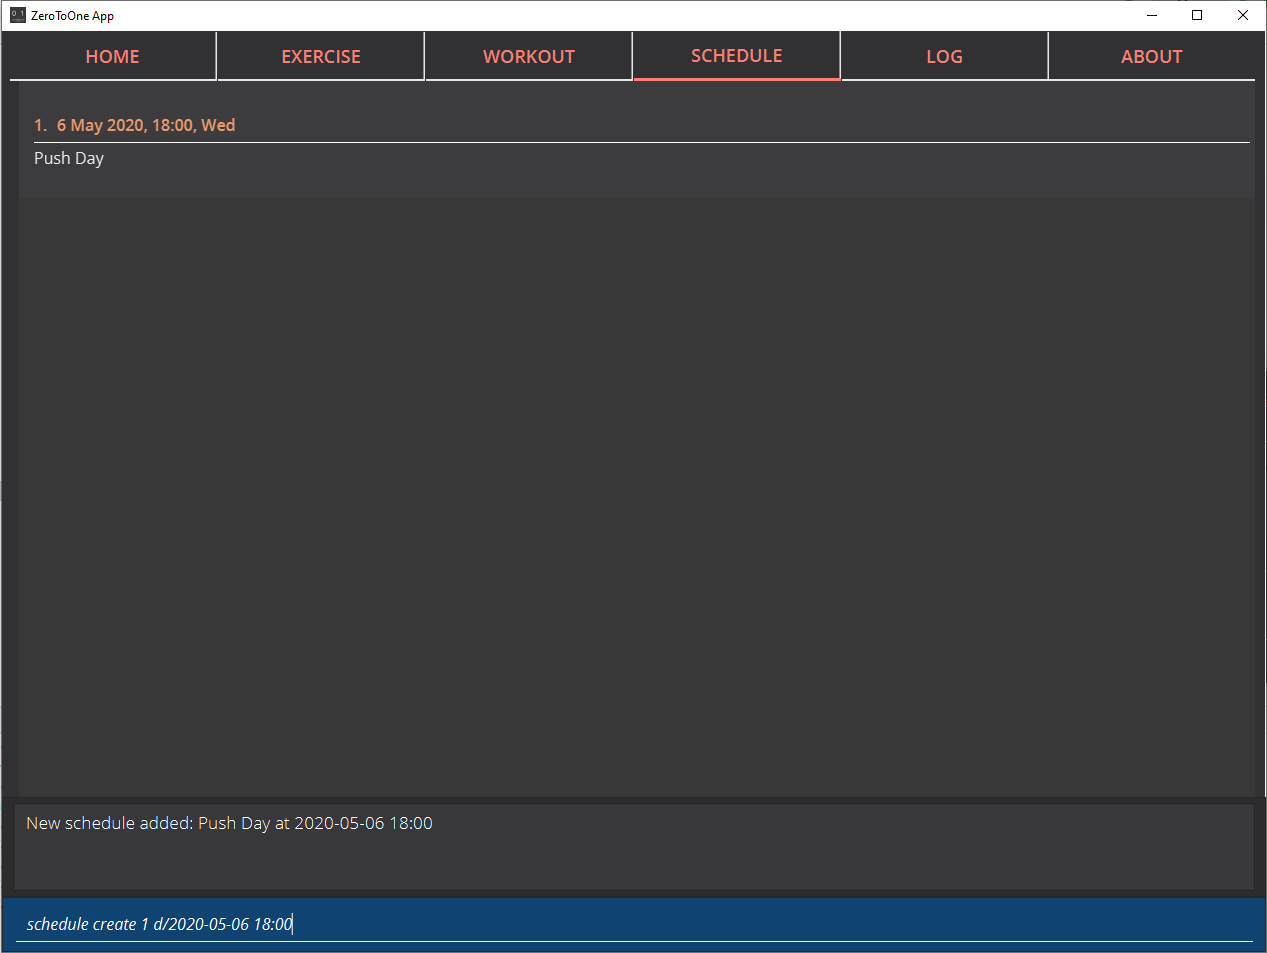 ZeroToOne App
HOME EXERCISE WORKOUT SCHEDULE LOG ABOUT
1. 6 May 2020, 18:00, Wed
Push Day
New schedule added: Push Day at 2020-05-06 18:00
schedule create 1 d/2020-05-06 18:00